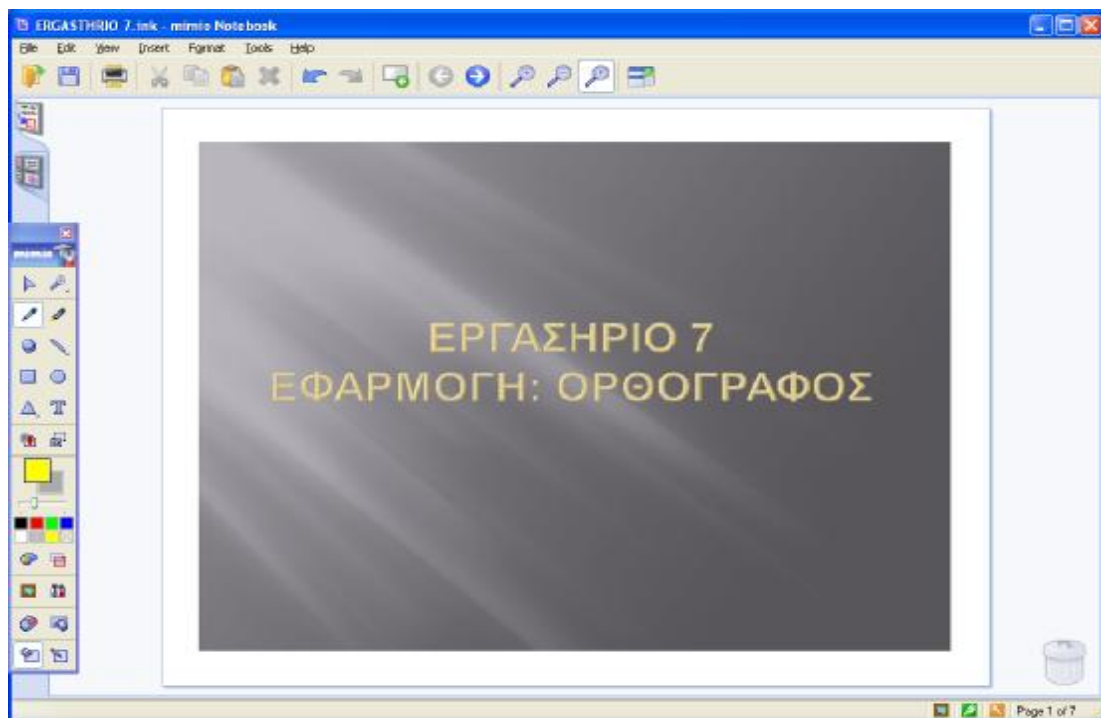 ERGASTHRIO 7.ink - mimio Notebook
File Edit View Insert Format Tools Help
mimio
ΕΡΓΑΣΗΡΙΟ 7
ΕΦΑΡΜΟΓΗ: ΟΡΘΟΓΡΑΦΟΣ
Page 1 of 7